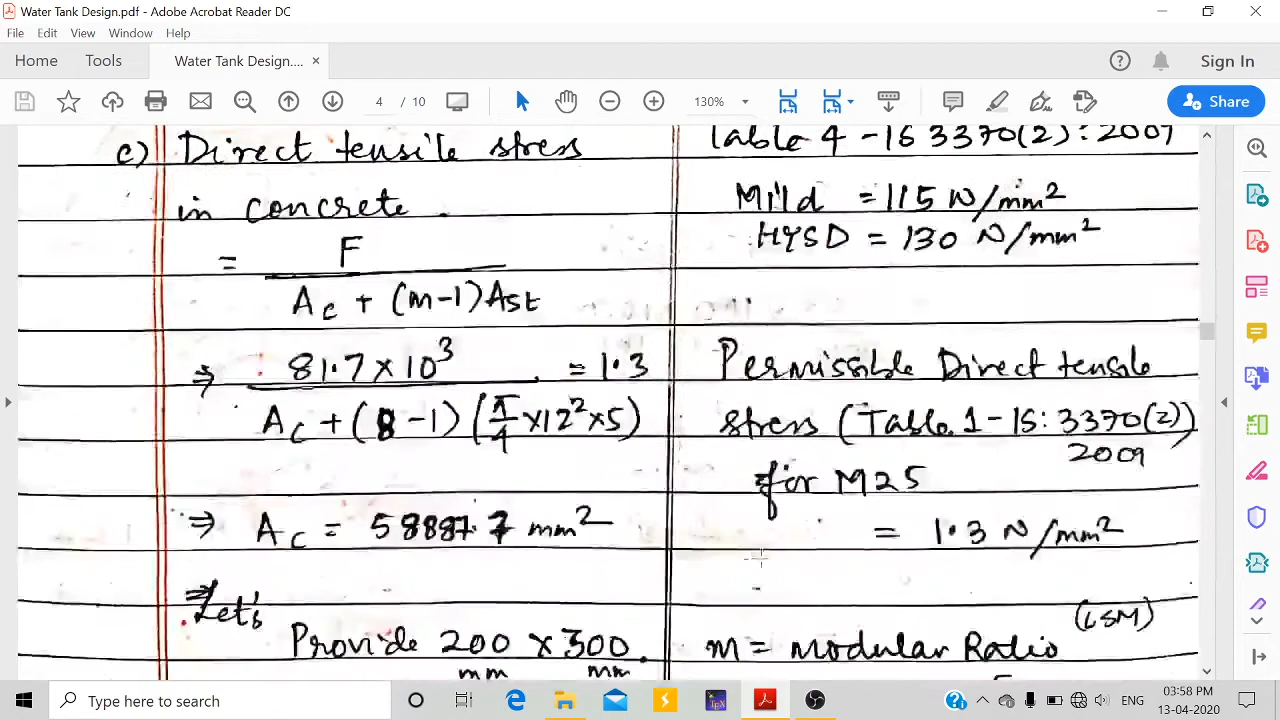 Water Tank Design.pdf - Adobe Acrobat Reader DC
File Edit View Window Help
Home Tools Water Tank Design.... × Sign In
4 / 10 130% Share
c) Direct tensile stress
in concrete.
= F
Ac + (m-1)Ast
⇒ 81.7×10³ = 1.3
Ac + (8-1) (π/4 ×12²×5)
⇒ Ac = 58887.7 mm²
⇒ Let's
Provide 200 × 300.
mm mm
Table 4 - IS 3370(2): 2009
Mild = 115 N/mm²
HYSD = 130 N/mm²
Permissible Direct tensile
stress (Table 1 - IS: 3370(2))
2009
for M25
= 1.3 N/mm²
(LSM)
m = modular Ratio
Type here to search
ENG
03:58 PM
13-04-2020